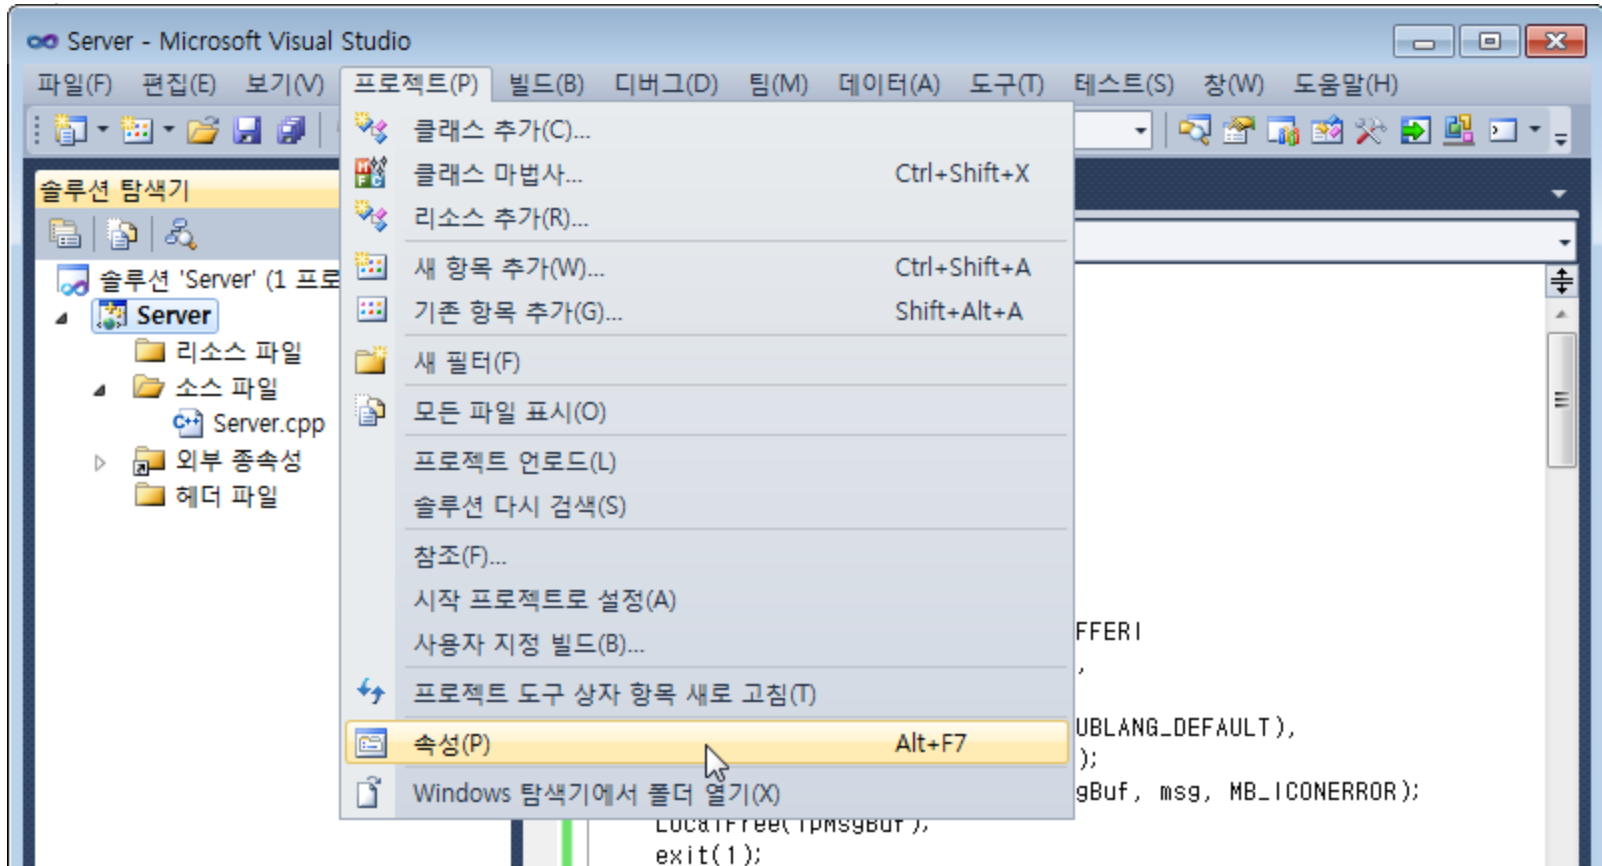 Server - Microsoft Visual Studio
파일(F) 편집(E) 보기(V) 프로젝트(P) 빌드(B) 디버그(D) 팀(M) 데이터(A) 도구(T) 테스트(S) 창(W) 도움말(H)
솔루션 탐색기
솔루션 'Server' (1 프로
Server
리소스 파일
소스 파일
Server.cpp
외부 종속성
헤더 파일
클래스 추가(C)...
클래스 마법사... Ctrl+Shift+X
리소스 추가(R)...
새 항목 추가(W)... Ctrl+Shift+A
기존 항목 추가(G)... Shift+Alt+A
새 필터(F)
모든 파일 표시(O)
프로젝트 언로드(L)
솔루션 다시 검색(S)
참조(F)...
시작 프로젝트로 설정(A)
사용자 지정 빌드(B)...
프로젝트 도구 상자 항목 새로 고침(T)
속성(P) Alt+F7
Windows 탐색기에서 폴더 열기(X)
FFERI
,
UBLANG_DEFAULT),
);
gBuf, msg, MB_ICONERROR);
LocalFree(lpMsgBuf);
exit(1);